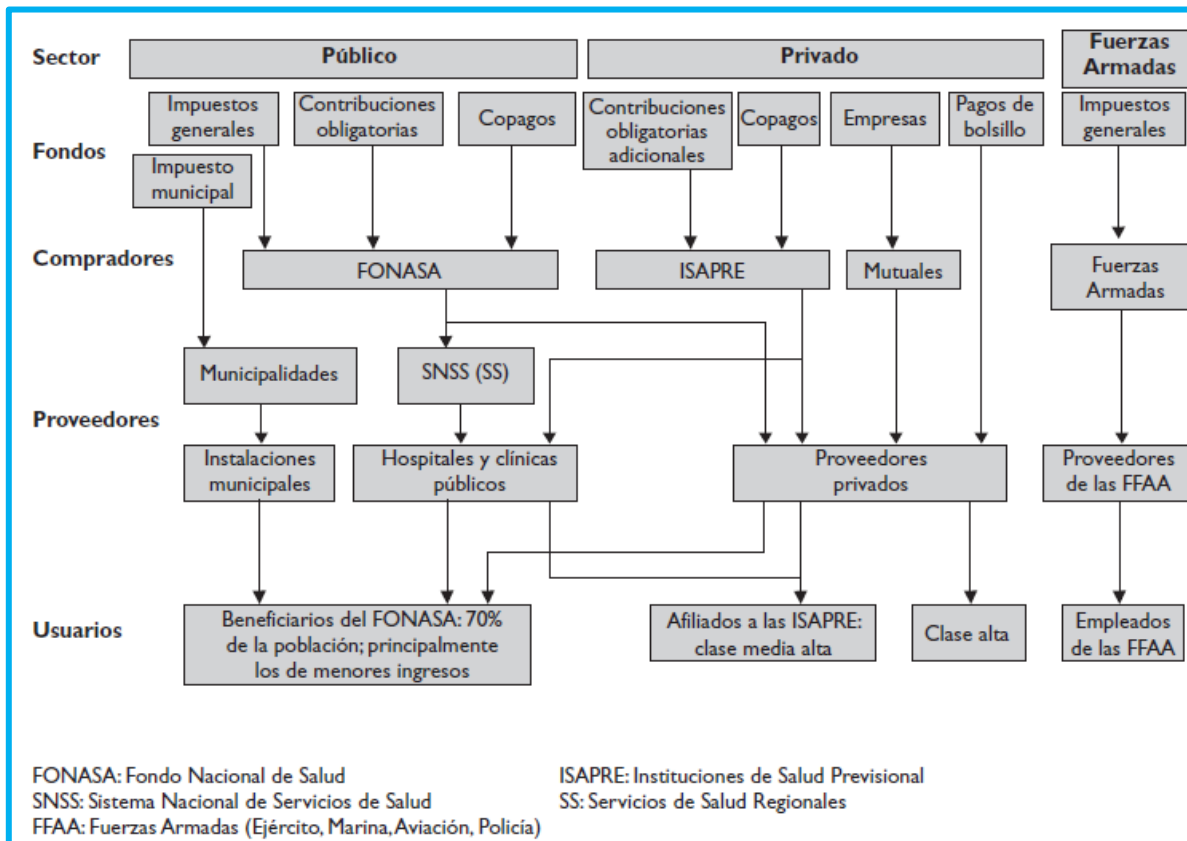 Sector
Público
Privado
Fuerzas
Armadas
Fondos
Impuestos
generales
Contribuciones
obligatorias
Copagos
Contribuciones
obligatorias
adicionales
Copagos
Empresas
Pagos de
bolsillo
Impuestos
generales
Impuesto
municipal
Compradores
FONASA
ISAPRE
Mutuales
Fuerzas
Armadas
Proveedores
Municipalidades
SNSS (SS)
Instalaciones
municipales
Hospitales y clínicas
públicos
Proveedores
privados
Proveedores
de las FFAA
Usuarios
Beneficiarios del FONASA: 70%
de la población; principalmente
los de menores ingresos
Afiliados a las ISAPRE:
clase media alta
Clase alta
Empleados
de las FFAA
FONASA: Fondo Nacional de Salud
ISAPRE: Instituciones de Salud Previsional
SNSS: Sistema Nacional de Servicios de Salud
SS: Servicios de Salud Regionales
FFAA: Fuerzas Armadas (Ejército, Marina, Aviación, Policía)